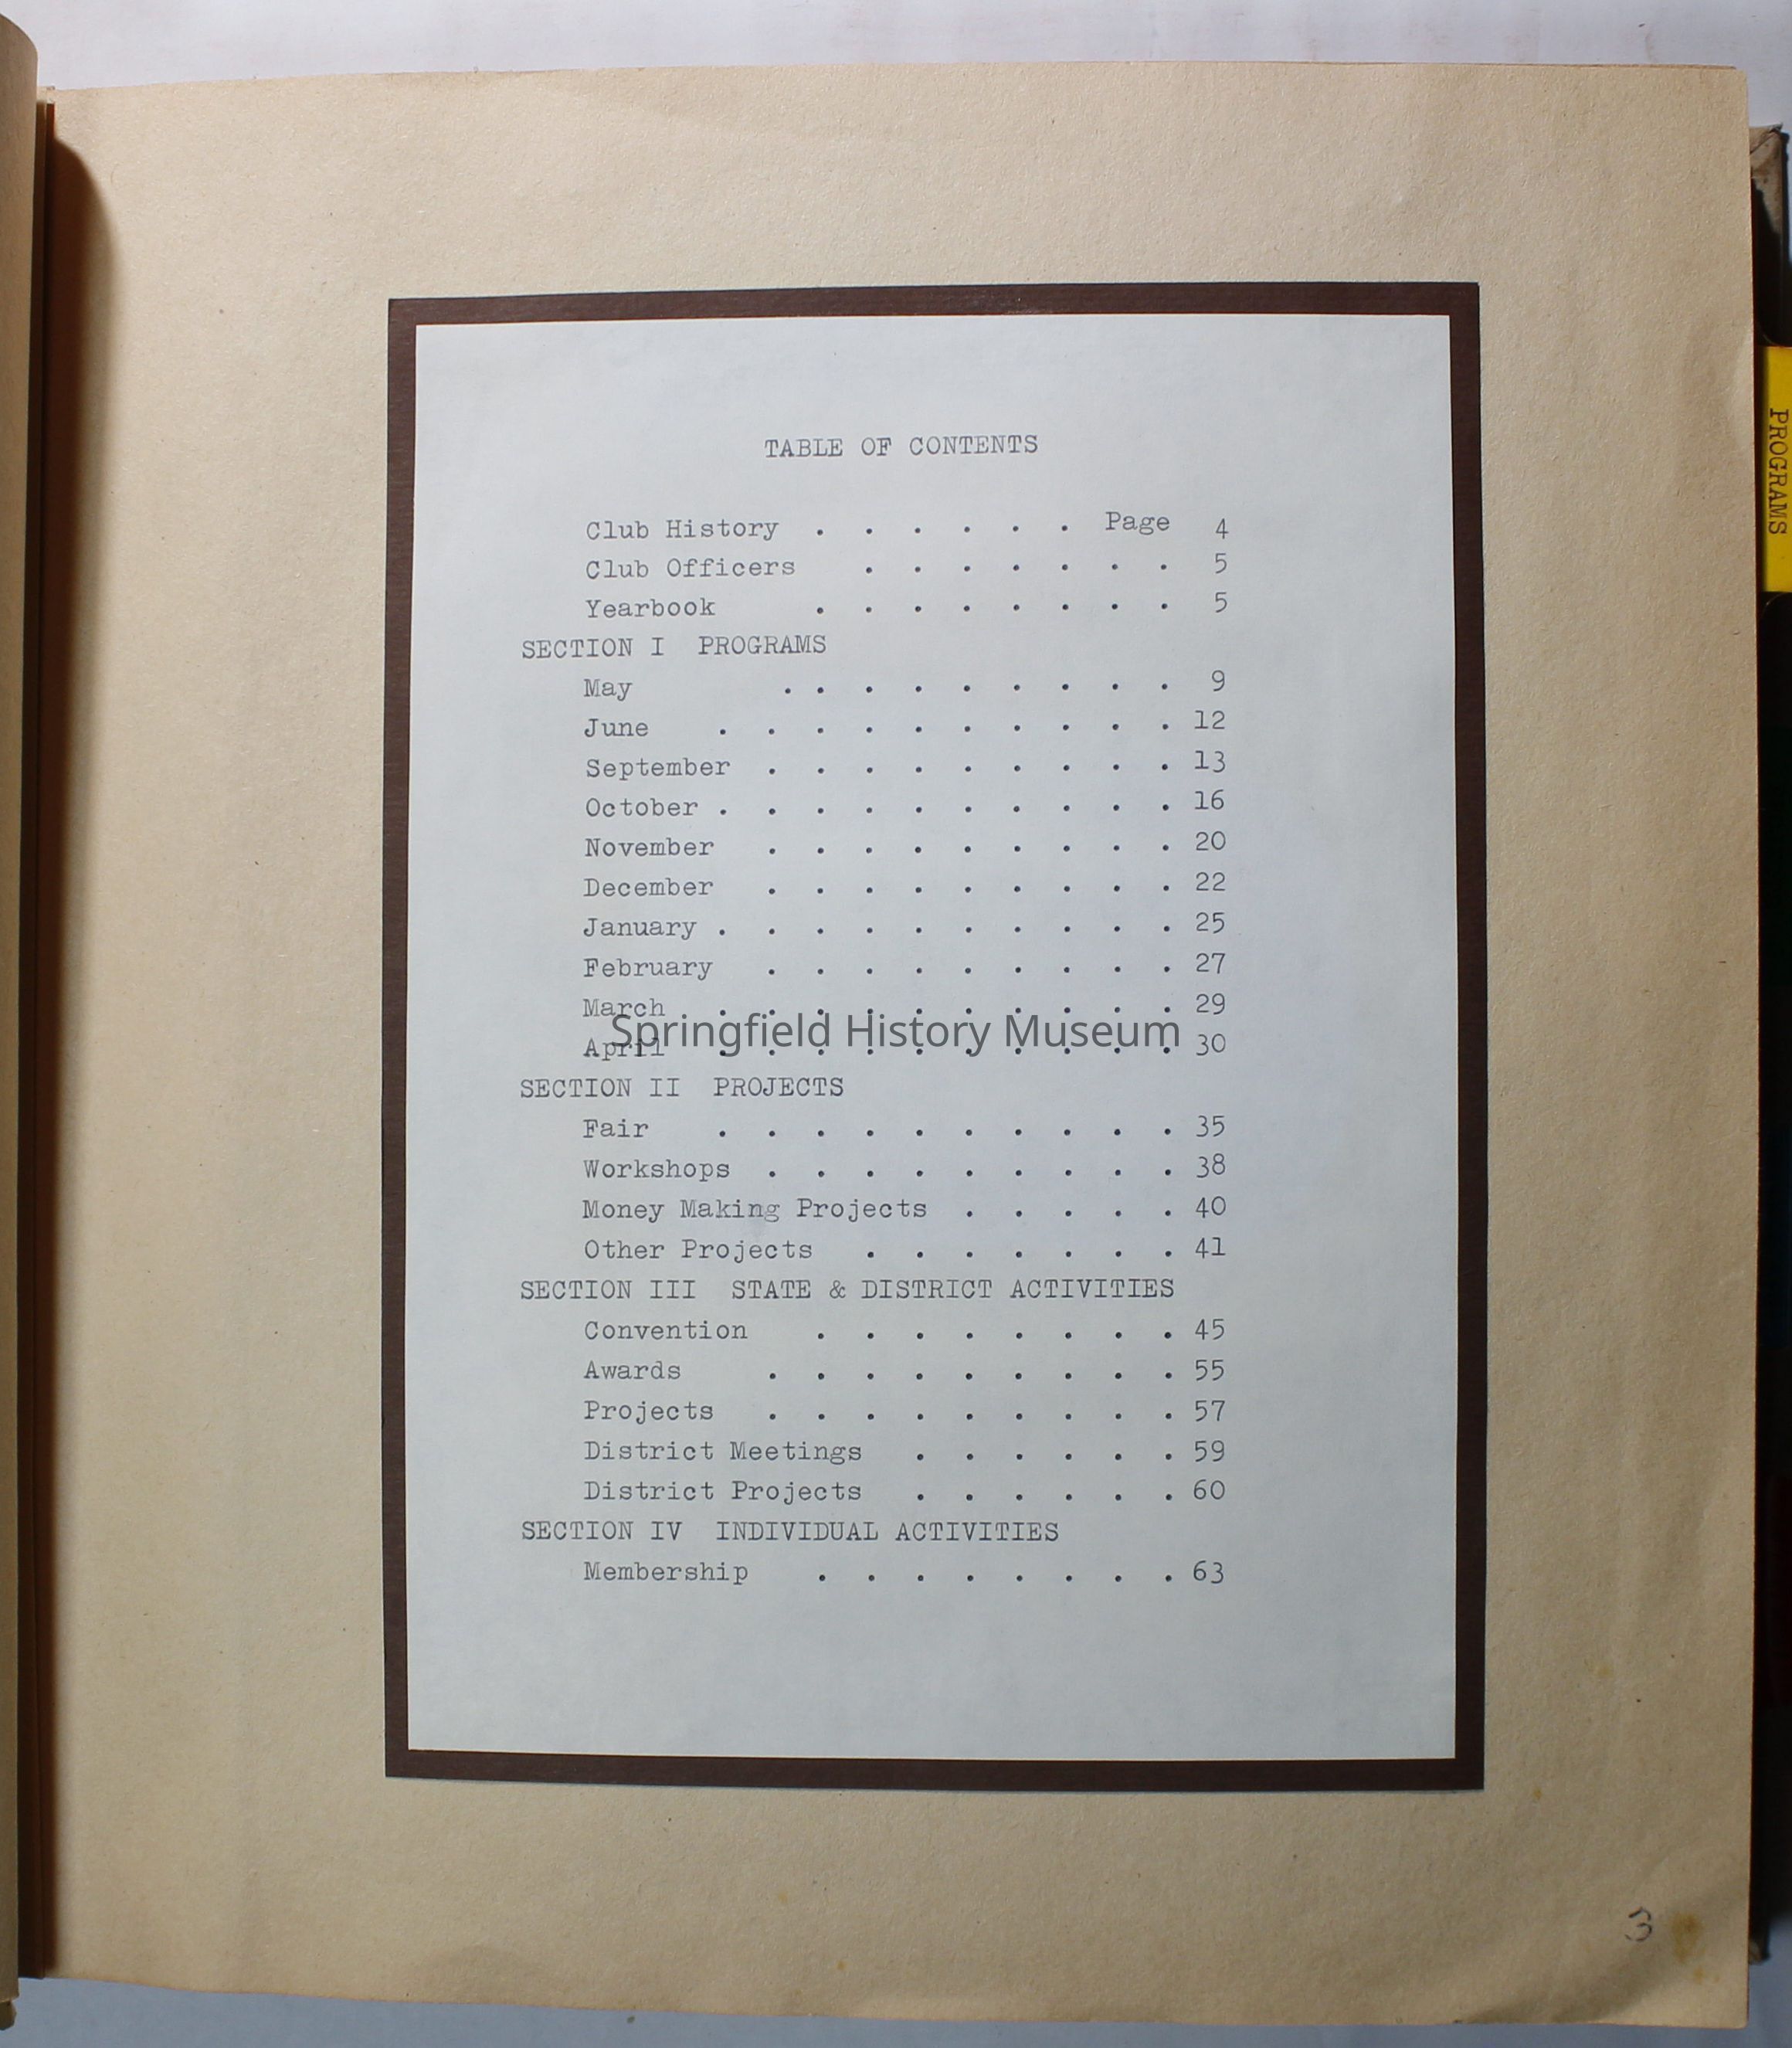 TABLE OF CONTENTS
Club History . . . . . . Page 4
Club Officers . . . . . . . 5
Yearbook . . . . . . . . 5
SECTION I PROGRAMS
May . . . . . . . . . 9
June . . . . . . . . . . 12
September . . . . . . . . . 13
October . . . . . . . . . . 16
November . . . . . . . . . 20
December . . . . . . . . . 22
January . . . . . . . . . . 25
February . . . . . . . . . 27
March . . . . . . . . . . 29
Springfield History Museum
April . . . . . . . . . . 30
SECTION II PROJECTS
Fair . . . . . . . . . . 35
Workshops . . . . . . . . . 38
Money Making Projects . . . . . 40
Other Projects . . . . . . . 41
SECTION III STATE & DISTRICT ACTIVITIES
Convention . . . . . . . . 45
Awards . . . . . . . . . 55
Projects . . . . . . . . . 57
District Meetings . . . . . . 59
District Projects . . . . . . 60
SECTION IV INDIVIDUAL ACTIVITIES
Membership . . . . . . . . 63
3
PROGRAMS